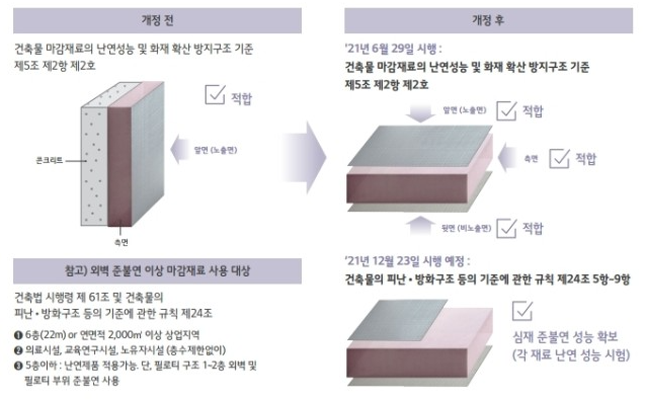 개정 전
건축물 마감재료의 난연성능 및 화재 확산 방지구조 기준
제5조 제2항 제2호
적합
앞면 (노출면)
콘크리트
측면
참고) 외벽 준불연 이상 마감재료 사용 대상
건축법 시행령 제 61조 및 건축물의
피난·방화구조 등의 기준에 관한 규칙 제24조
❶ 6층(22m) or 연면적 2,000㎡ 이상 상업지역
❷ 의료시설, 교육연구시설, 노유자시설 (층수제한없이)
❸ 5층이하 : 난연제품 적용가능. 단, 필로티 구조 1~2층 외벽 및
필로티 부위 준불연 사용
개정 후
'21년 6월 29일 시행 :
건축물 마감재료의 난연성능 및 화재 확산 방지구조 기준
제5조 제2항 제2호
앞면 (노출면) 적합
측면 적합
뒷면 (비노출면) 적합
'21년 12월 23일 시행 예정 :
건축물의 피난·방화구조 등의 기준에 관한 규칙 제24조 5항~9항
심재 준불연 성능 확보
(각 재료 난연 성능 시험)